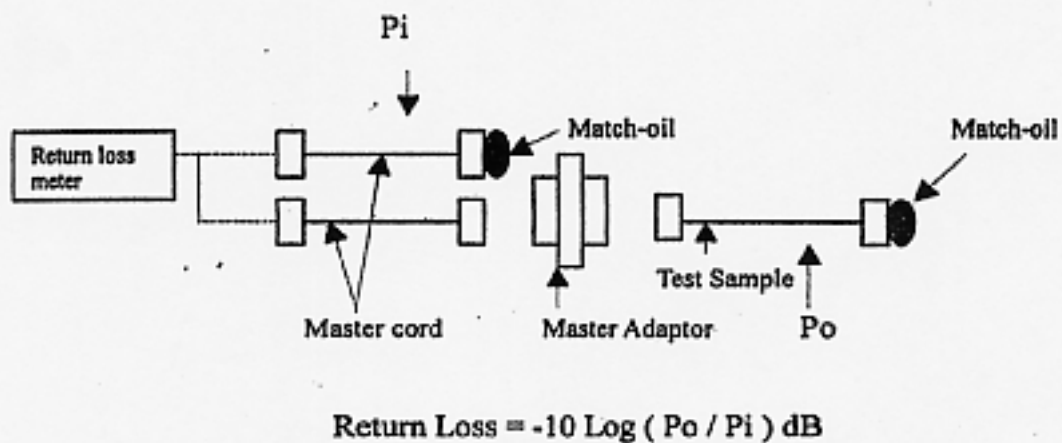 Pi
Match-oil
Match-oil
Return loss
meter
Test Sample
Master cord
Master Adaptor
Po
Return Loss = -10 Log ( Po / Pi ) dB